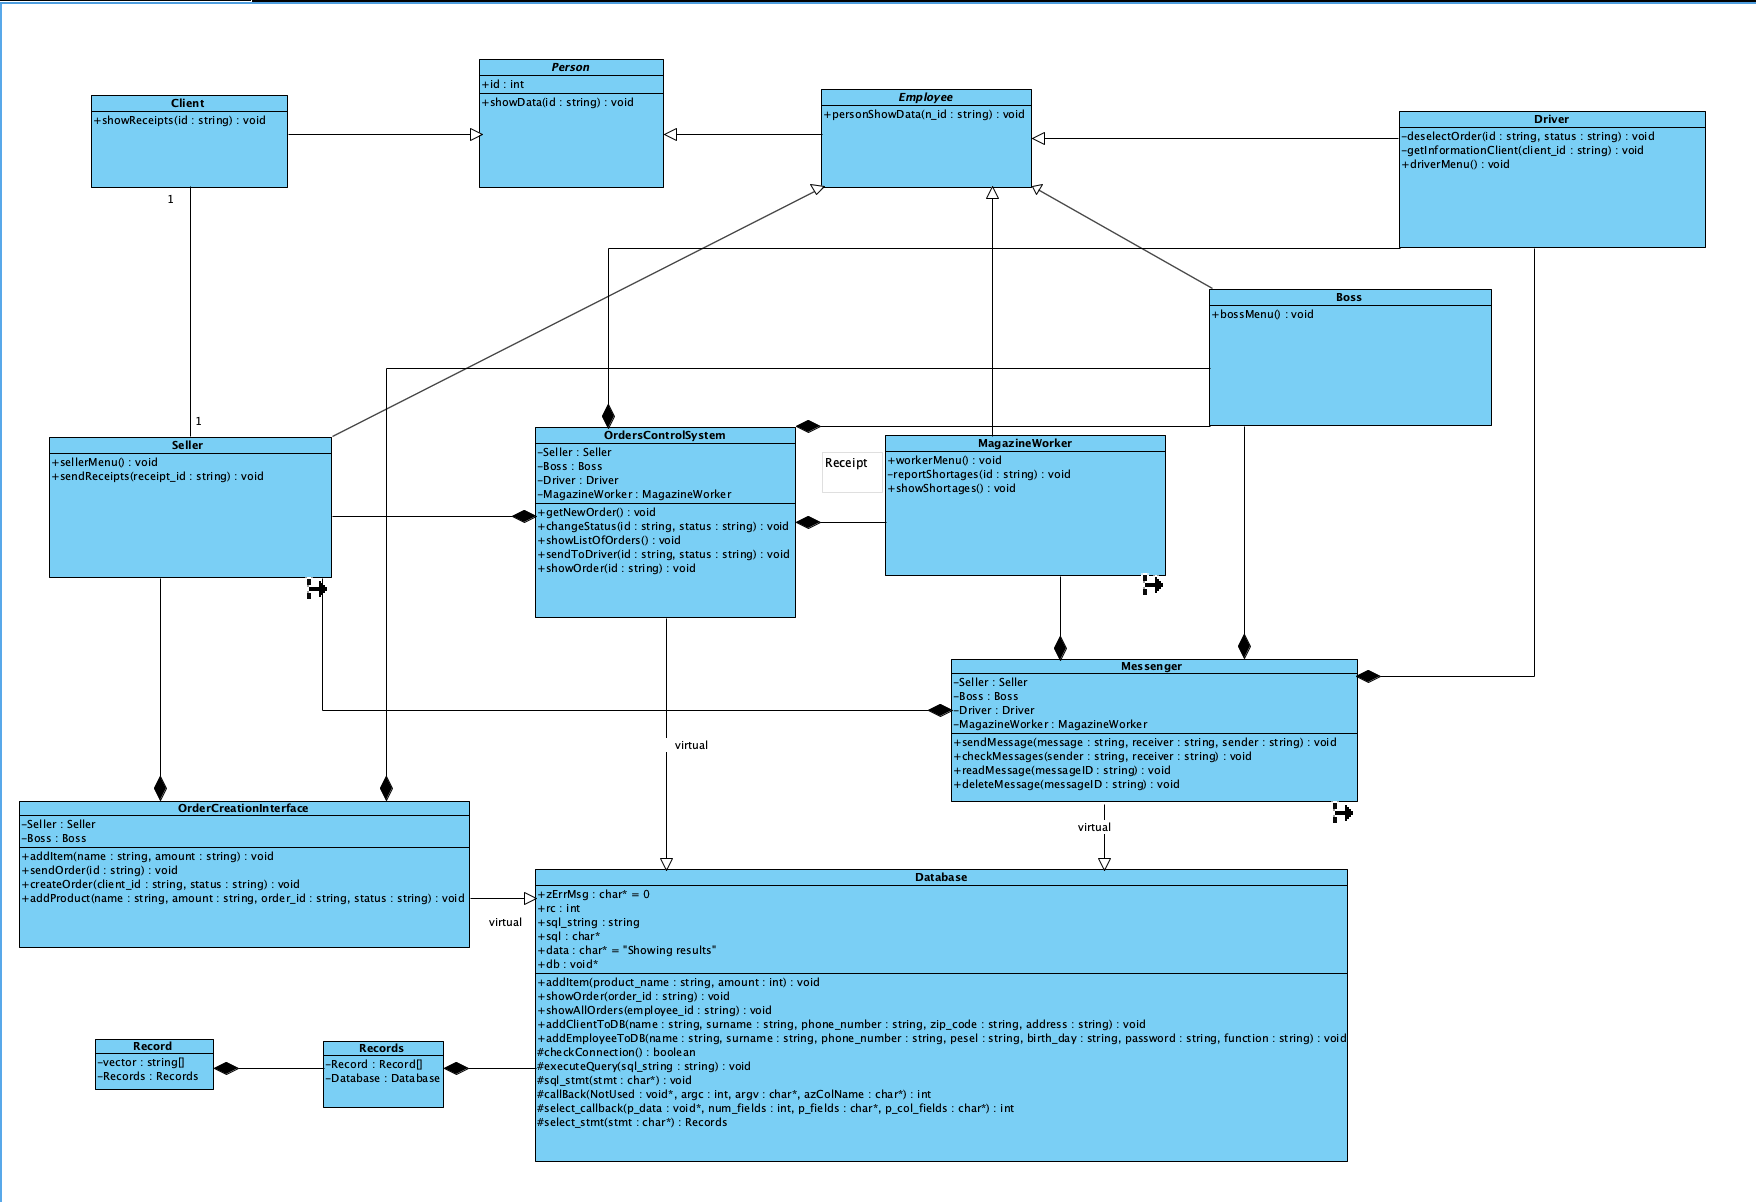 Person
+id : int
+showData(id : string) : void
Client
+showReceipts(id : string) : void
Employee
+personShowData(n_id : string) : void
Driver
-deselectOrder(id : string, status : string) : void
-getInformationClient(client_id : string) : void
+driverMenu() : void
1
Boss
+bossMenu() : void
1
Seller
+sellerMenu() : void
+sendReceipts(receipt_id : string) : void
OrdersControlSystem
-Seller : Seller
-Boss : Boss
-Driver : Driver
-MagazineWorker : MagazineWorker
+getNewOrder() : void
+changeStatus(id : string, status : string) : void
+showListOfOrders() : void
+sendToDriver(id : string, status : string) : void
+showOrder(id : string) : void
Receipt
MagazineWorker
+workerMenu() : void
-reportShortages(id : string) : void
+showShortages() : void
Messenger
-Seller : Seller
-Boss : Boss
-Driver : Driver
-MagazineWorker : MagazineWorker
+sendMessage(message : string, receiver : string, sender : string) : void
+checkMessages(sender : string, receiver : string) : void
+readMessage(messageID : string) : void
+deleteMessage(messageID : string) : void
virtual
virtual
OrderCreationInterface
-Seller : Seller
-Boss : Boss
+addItem(name : string, amount : string) : void
+sendOrder(id : string) : void
+createOrder(client_id : string, status : string) : void
+addProduct(name : string, amount : string, order_id : string, status : string) : void
virtual
Database
+zErrMsg : char* = 0
+rc : int
+sql_string : string
+sql : char*
+data : char* = "Showing results"
+db : void*
+addItem(product_name : string, amount : int) : void
+showOrder(order_id : string) : void
+showAllOrders(employee_id : string) : void
+addClientToDB(name : string, surname : string, phone_number : string, zip_code : string, address : string) : void
+addEmployeeToDB(name : string, surname : string, phone_number : string, pesel : string, birth_day : string, password : string, function : string) : void
#checkConnection() : boolean
#executeQuery(sql_string : string) : void
#sql_stmt(stmt : char*) : void
#callBack(NotUsed : void*, argc : int, argv : char*, azColName : char*) : int
#select_callback(p_data : void*, num_fields : int, p_fields : char*, p_col_fields : char*) : int
#select_stmt(stmt : char*) : Records
Record
-vector : string[]
-Records : Records
Records
-Record : Record[]
-Database : Database